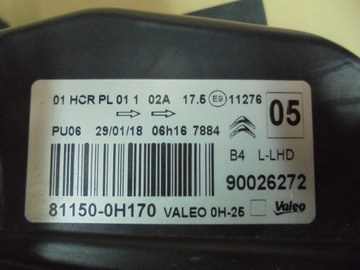 01 HCR PL 01 1 02A 17.5 E9 11276 05
PU06 29/01/18 06h16 7884
B4 L-LHD
90026272
81150-0H170 VALEO 0H-25 Valeo